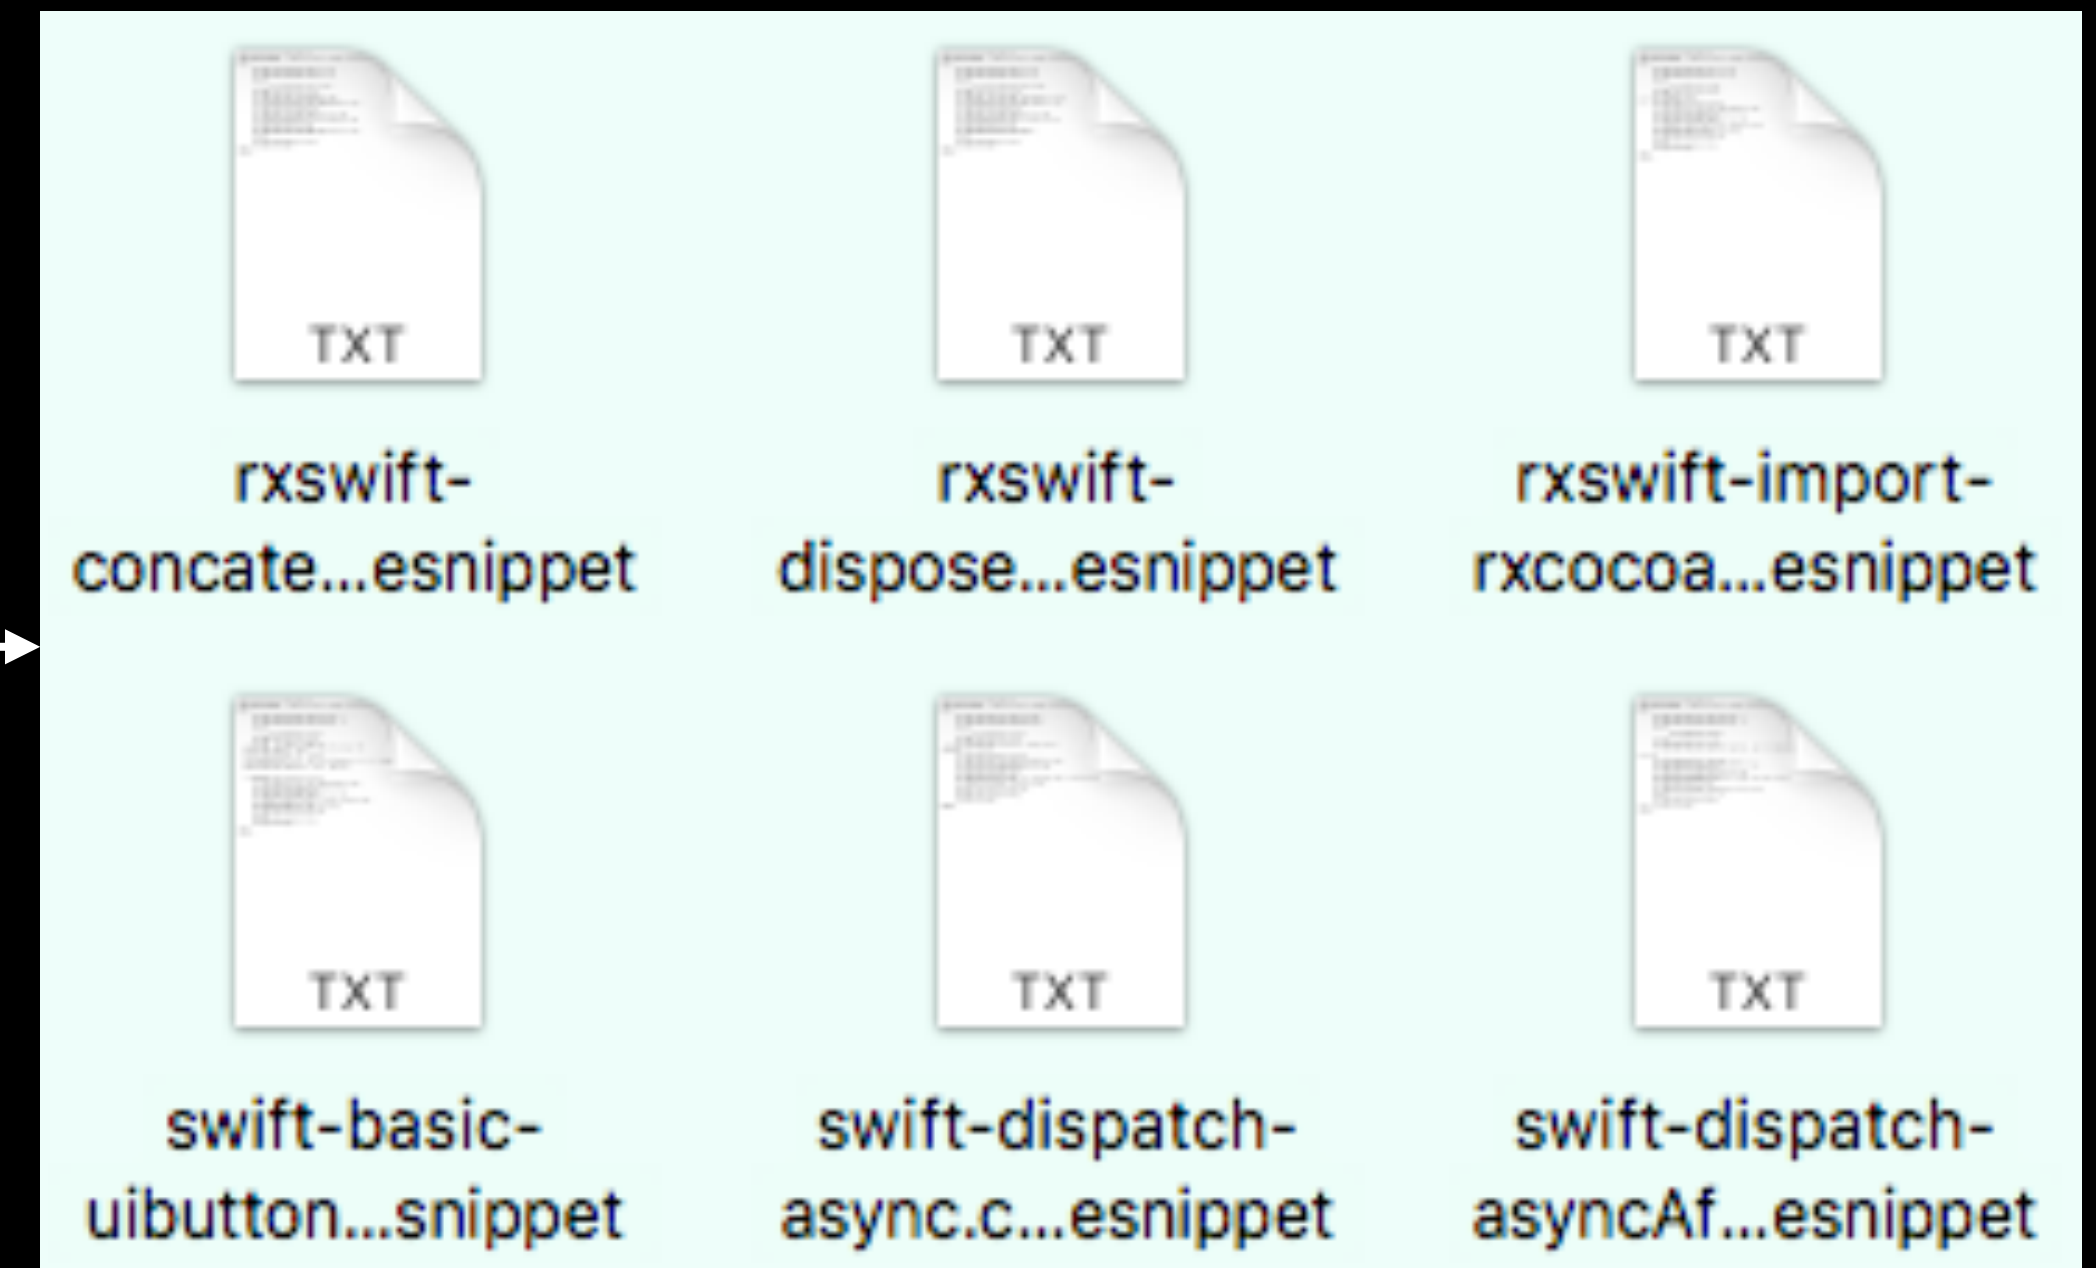 TXT
TXT
TXT
rxswift-
concate...esnippet
rxswift-
dispose...esnippet
rxswift-import-
rxcocoa...esnippet
TXT
TXT
TXT
swift-basic-
uibutton...snippet
swift-dispatch-
async.c...esnippet
swift-dispatch-
asyncAf...esnippet